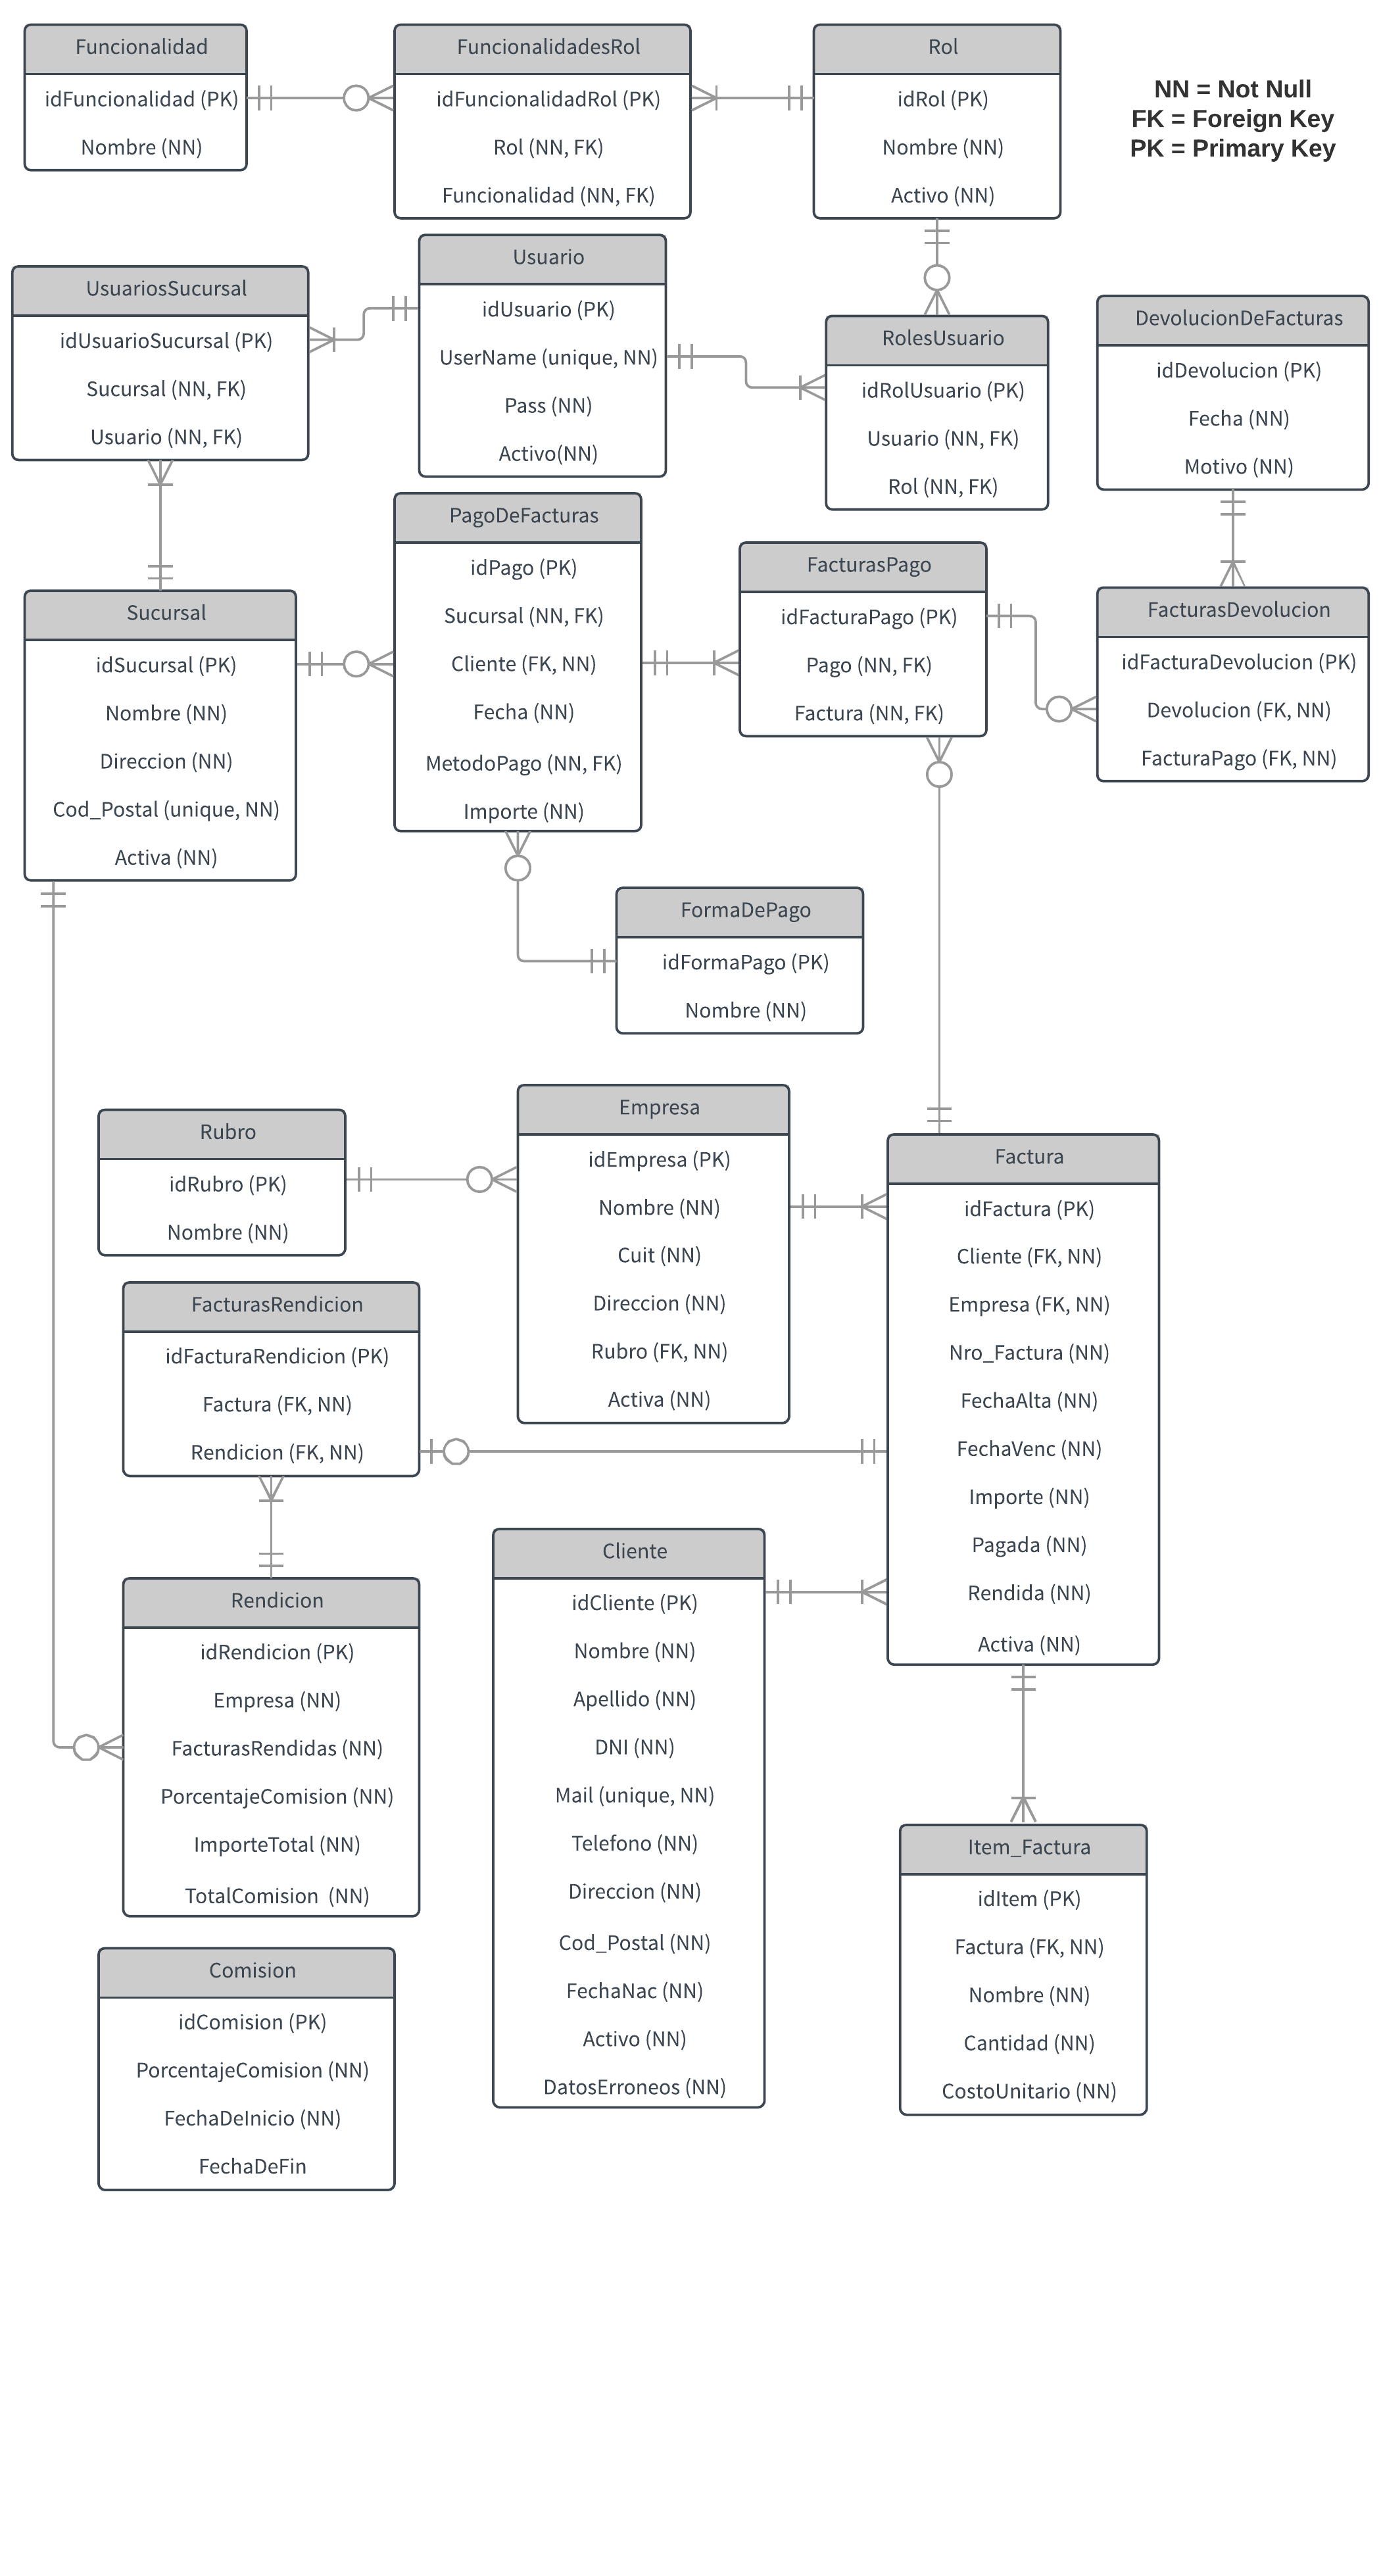 Funcionalidad
idFuncionalidad (PK)
Nombre (NN)
FuncionalidadesRol
idFuncionalidadRol (PK)
Rol (NN, FK)
Funcionalidad (NN, FK)
Rol
idRol (PK)
Nombre (NN)
Activo (NN)
NN = Not Null
FK = Foreign Key
PK = Primary Key
UsuariosSucursal
idUsuarioSucursal (PK)
Sucursal (NN, FK)
Usuario (NN, FK)
Usuario
idUsuario (PK)
UserName (unique, NN)
Pass (NN)
Activo(NN)
RolesUsuario
idRolUsuario (PK)
Usuario (NN, FK)
Rol (NN, FK)
DevolucionDeFacturas
idDevolucion (PK)
Fecha (NN)
Motivo (NN)
Sucursal
idSucursal (PK)
Nombre (NN)
Direccion (NN)
Cod_Postal (unique, NN)
Activa (NN)
PagoDeFacturas
idPago (PK)
Sucursal (NN, FK)
Cliente (FK, NN)
Fecha (NN)
MetodoPago (NN, FK)
Importe (NN)
FacturasPago
idFacturaPago (PK)
Pago (NN, FK)
Factura (NN, FK)
FacturasDevolucion
idFacturaDevolucion (PK)
Devolucion (FK, NN)
FacturaPago (FK, NN)
FormaDePago
idFormaPago (PK)
Nombre (NN)
Rubro
idRubro (PK)
Nombre (NN)
Empresa
idEmpresa (PK)
Nombre (NN)
Cuit (NN)
Direccion (NN)
Rubro (FK, NN)
Activa (NN)
Factura
idFactura (PK)
Cliente (FK, NN)
Empresa (FK, NN)
Nro_Factura (NN)
FechaAlta (NN)
FechaVenc (NN)
Importe (NN)
Pagada (NN)
Rendida (NN)
Activa (NN)
FacturasRendicion
idFacturaRendicion (PK)
Factura (FK, NN)
Rendicion (FK, NN)
Rendicion
idRendicion (PK)
Empresa (NN)
FacturasRendidas (NN)
PorcentajeComision (NN)
ImporteTotal (NN)
TotalComision (NN)
Cliente
idCliente (PK)
Nombre (NN)
Apellido (NN)
DNI (NN)
Mail (unique, NN)
Telefono (NN)
Direccion (NN)
Cod_Postal (NN)
FechaNac (NN)
Activo (NN)
DatosErroneos (NN)
Item_Factura
idItem (PK)
Factura (FK, NN)
Nombre (NN)
Cantidad (NN)
CostoUnitario (NN)
Comision
idComision (PK)
PorcentajeComision (NN)
FechaDeInicio (NN)
FechaDeFin